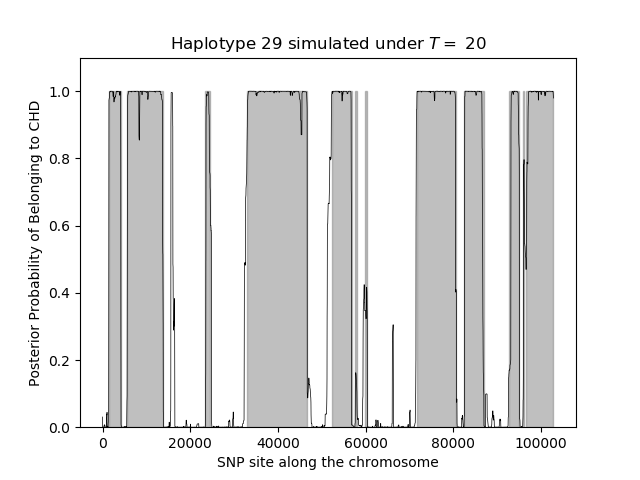 Haplotype 29 simulated under T = 20
Posterior Probability of Belonging to CHD
1.0
0.8
0.6
0.4
0.2
0.0
0 20000 40000 60000 80000 100000
SNP site along the chromosome